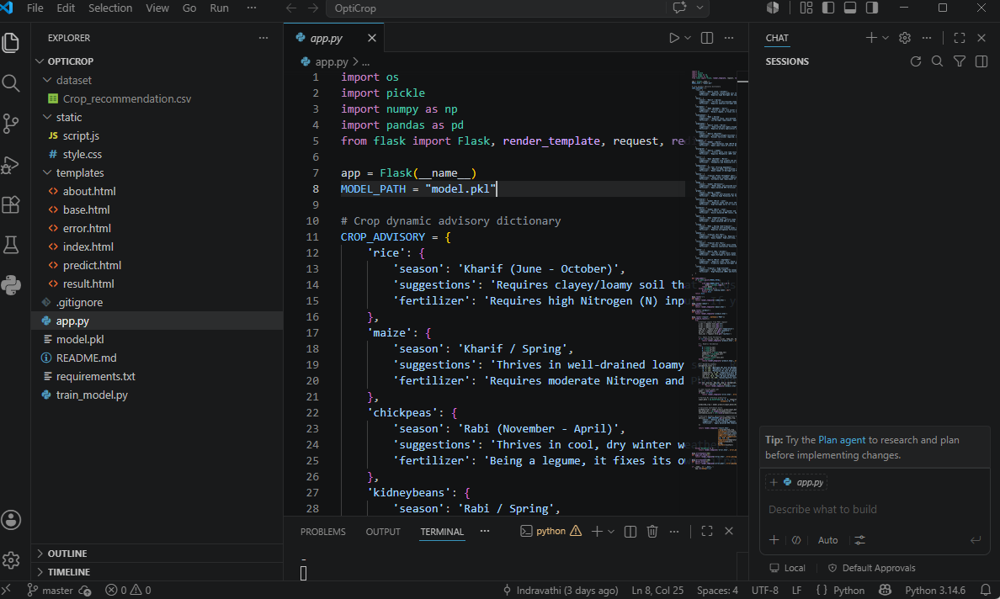 File Edit Selection View Go Run ··· OptiCrop
EXPLORER ···
OPTICROP
dataset
Crop_recommendation.csv
static
JS script.js
# style.css
templates
<> about.html
<> base.html
<> error.html
<> index.html
<> predict.html
<> result.html
.gitignore
app.py
model.pkl
README.md
requirements.txt
train_model.py
OUTLINE
TIMELINE
app.py
app.py > ...
1 import os
2 import pickle
3 import numpy as np
4 import pandas as pd
5 from flask import Flask, render_template, request, re
6
7 app = Flask(__name__)
8 MODEL_PATH = "model.pkl"
9
10 # Crop dynamic advisory dictionary
11 CROP_ADVISORY = {
12 'rice': {
13 'season': 'Kharif (June - October)',
14 'suggestions': 'Requires clayey/loamy soil th
15 'fertilizer': 'Requires high Nitrogen (N) inp
16 },
17 'maize': {
18 'season': 'Kharif / Spring',
19 'suggestions': 'Thrives in well-drained loamy
20 'fertilizer': 'Requires moderate Nitrogen and
21 },
22 'chickpeas': {
23 'season': 'Rabi (November - April)',
24 'suggestions': 'Thrives in cool, dry winter w
25 'fertilizer': 'Being a legume, it fixes its o
26 },
27 'kidneybeans': {
28 'season': 'Rabi / Spring',
PROBLEMS OUTPUT TERMINAL ··· python
CHAT
SESSIONS
Tip: Try the Plan agent to research and plan
before implementing changes.
app.py
Describe what to build
Auto
Local Default Approvals
master 0 0 Indravathi (3 days ago) Ln 8, Col 25 Spaces: 4 UTF-8 LF { } Python Python 3.14.6